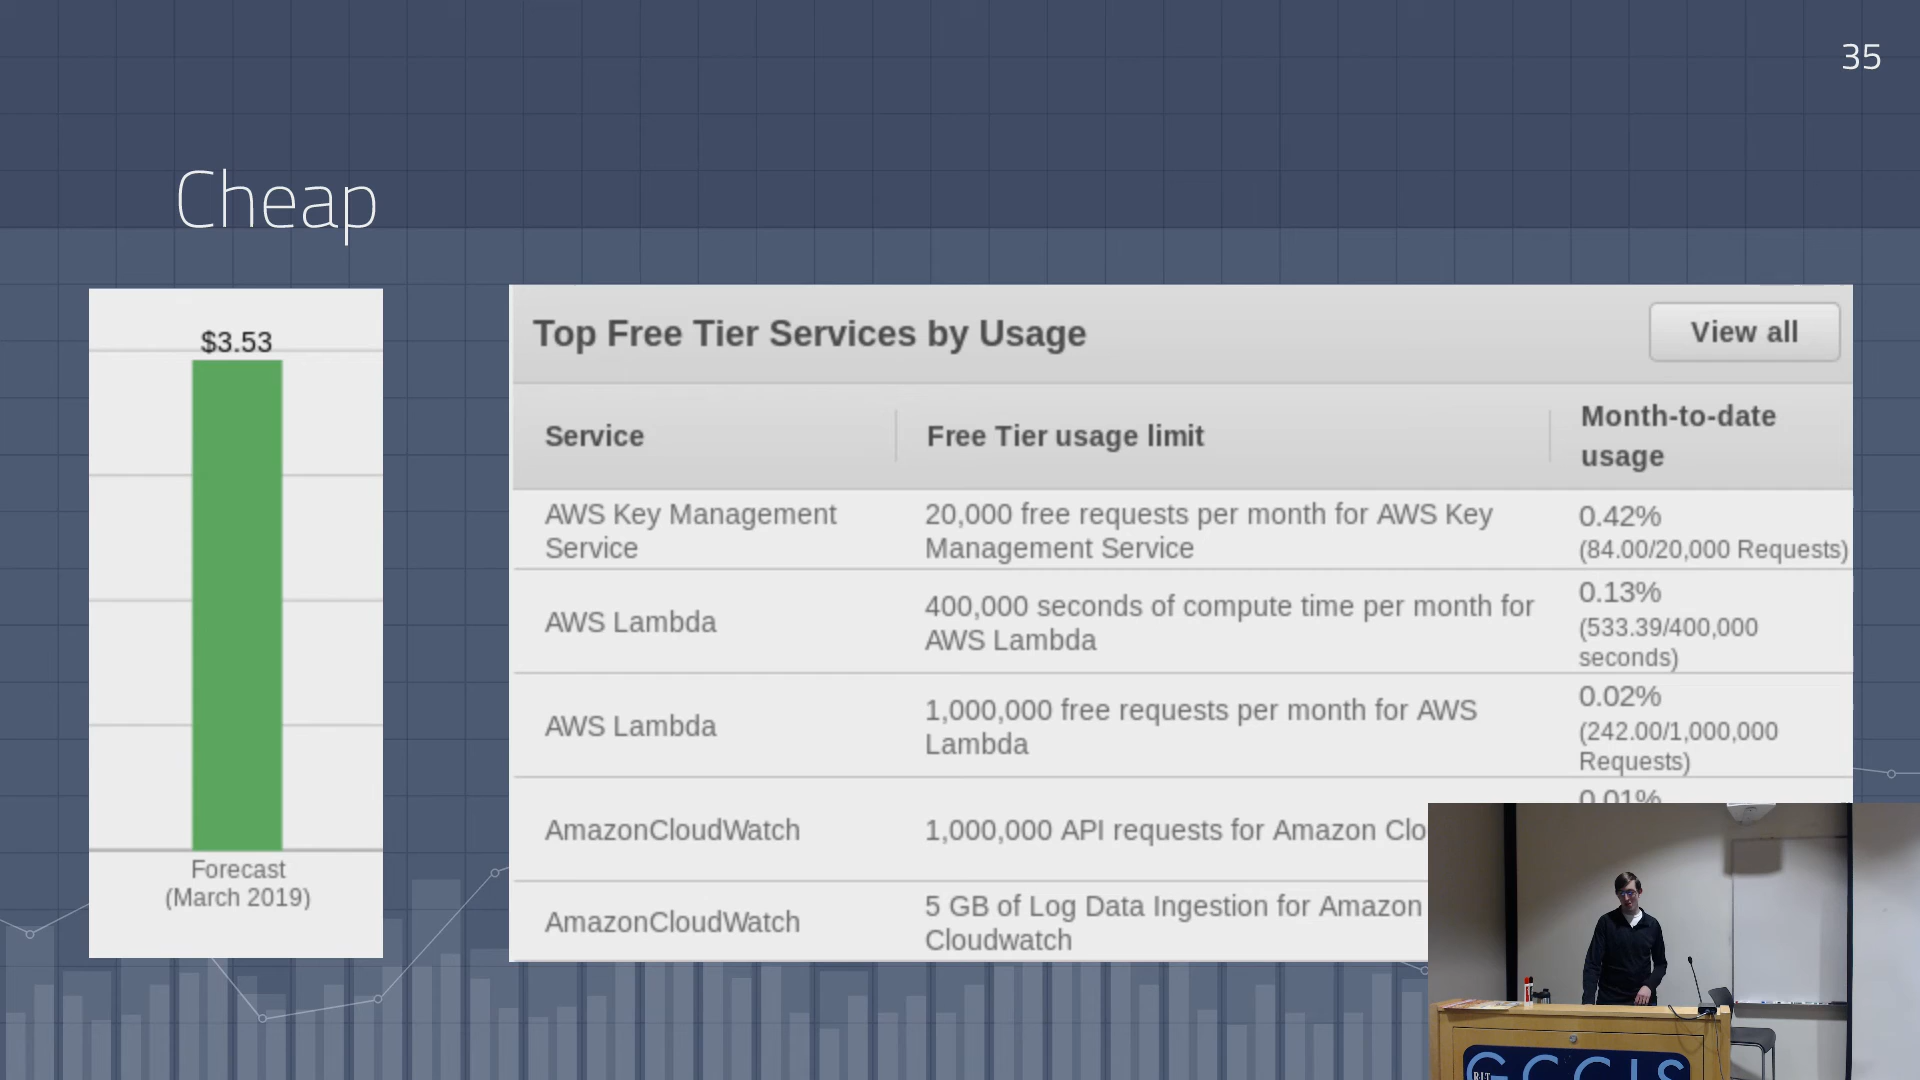 35
Cheap
$3.53
Forecast
(March 2019)
Top Free Tier Services by Usage
View all
Service
Free Tier usage limit
Month-to-date
usage
AWS Key Management
Service
20,000 free requests per month for AWS Key
Management Service
0.42%
(84.00/20,000 Requests)
AWS Lambda
400,000 seconds of compute time per month for
AWS Lambda
0.13%
(533.39/400,000
seconds)
AWS Lambda
1,000,000 free requests per month for AWS
Lambda
0.02%
(242.00/1,000,000
Requests)
AmazonCloudWatch
1,000,000 API requests for Amazon Clo
0.01%
AmazonCloudWatch
5 GB of Log Data Ingestion for Amazon
Cloudwatch
RIT
GCCIS